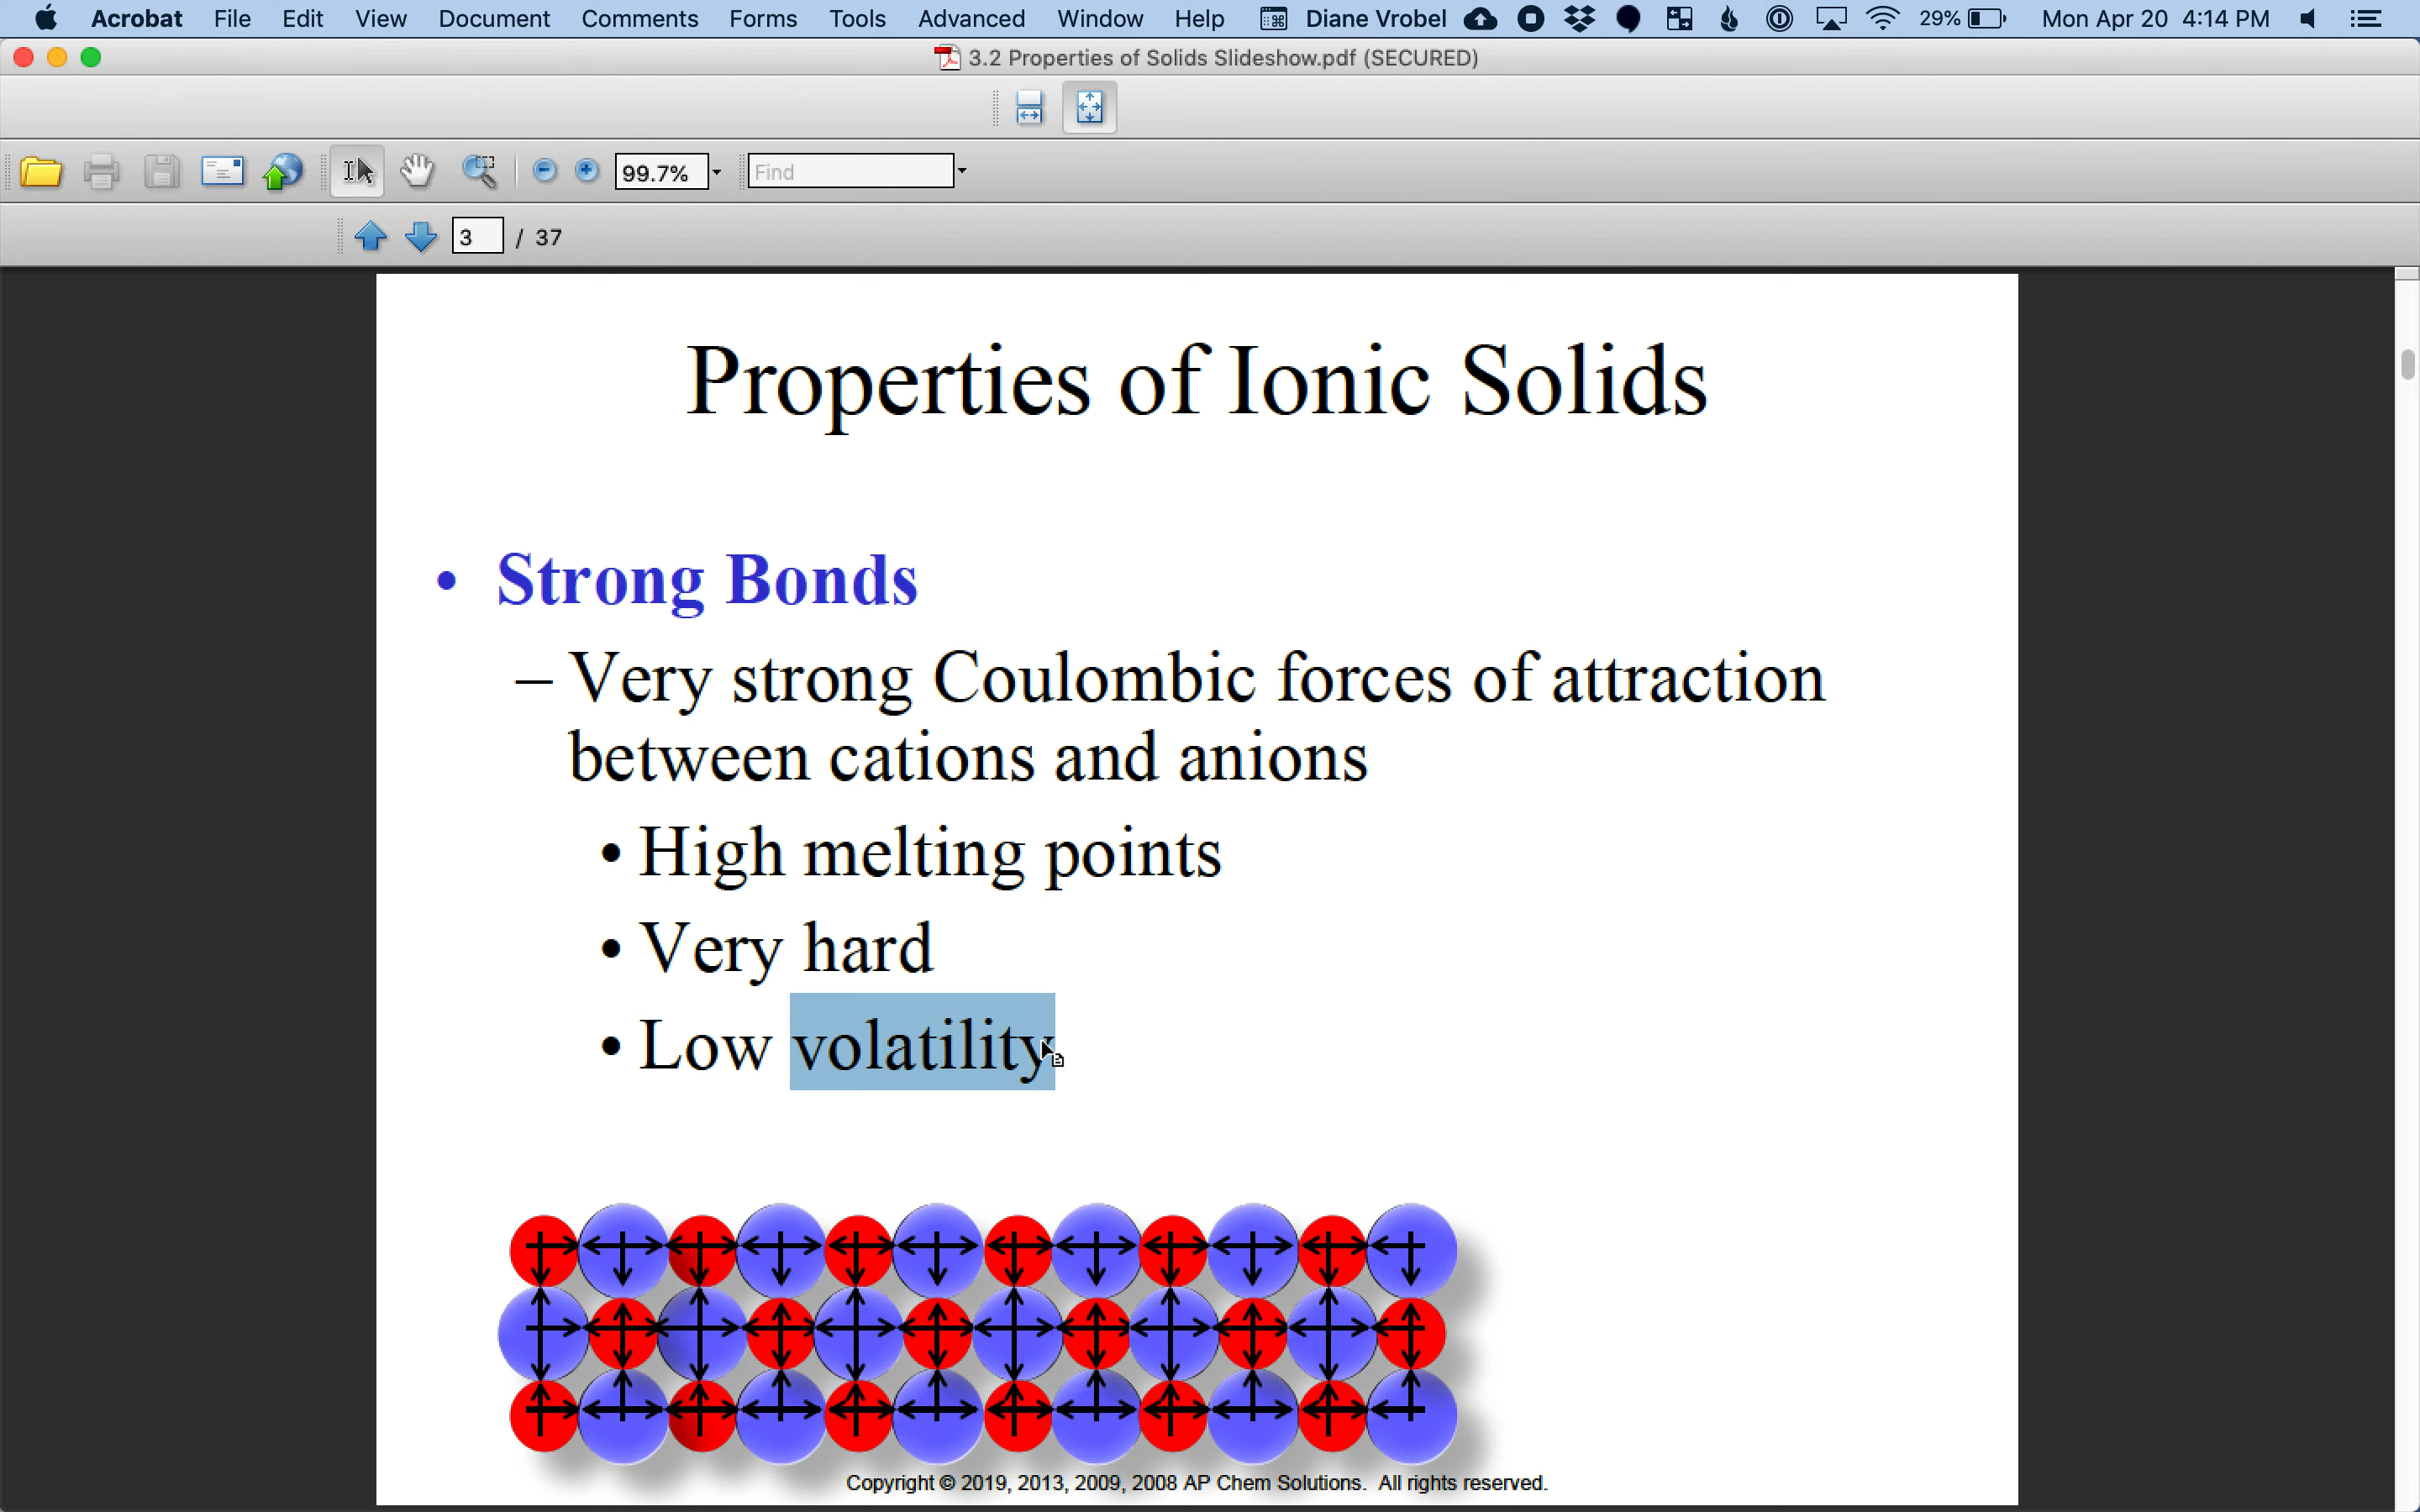 Acrobat File Edit View Document Comments Forms Tools Advanced Window Help Diane Vrobel 29% Mon Apr 20 4:14 PM
3.2 Properties of Solids Slideshow.pdf (SECURED)
99.7% Find
3 / 37
Properties of Ionic Solids
• Strong Bonds
– Very strong Coulombic forces of attraction
between cations and anions
• High melting points
• Very hard
• Low volatility
Copyright © 2019, 2013, 2009, 2008 AP Chem Solutions. All rights reserved.